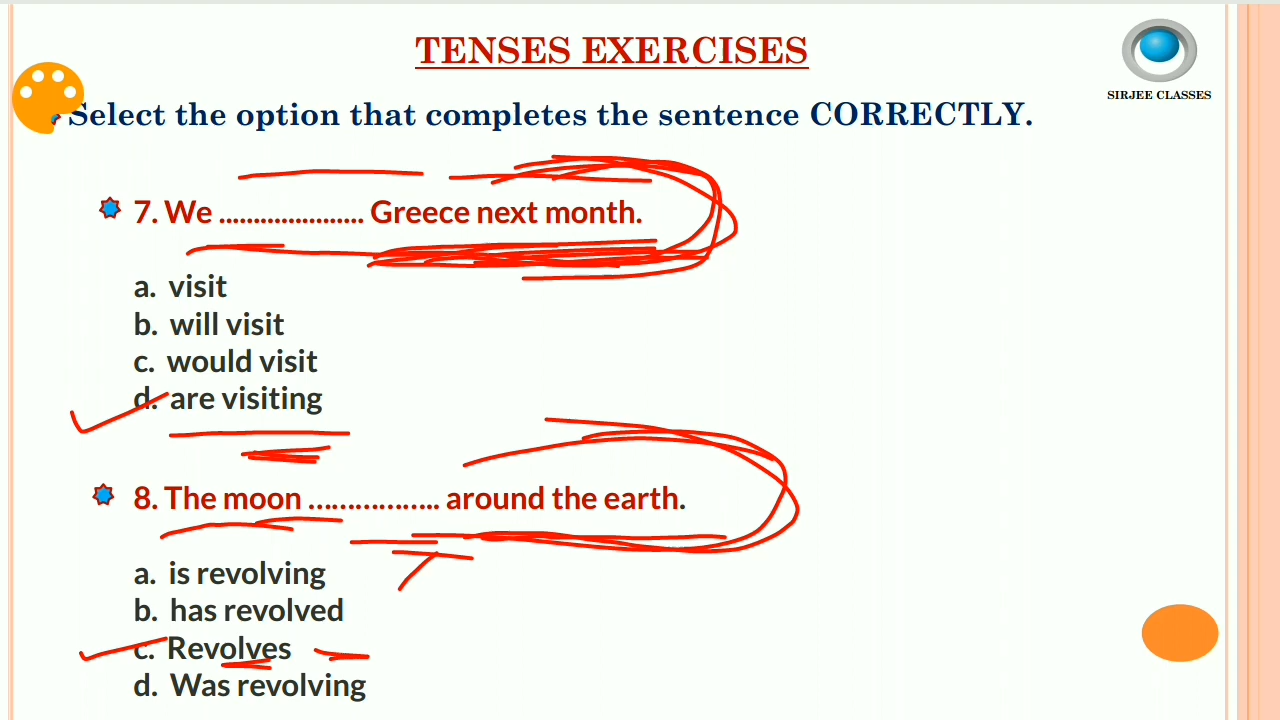 TENSES EXERCISES
SIRJEE CLASSES
Select the option that completes the sentence CORRECTLY.
7. We ..................... Greece next month.
a. visit
b. will visit
c. would visit
d. are visiting
8. The moon ................. around the earth.
a. is revolving
b. has revolved
c. Revolves
d. Was revolving